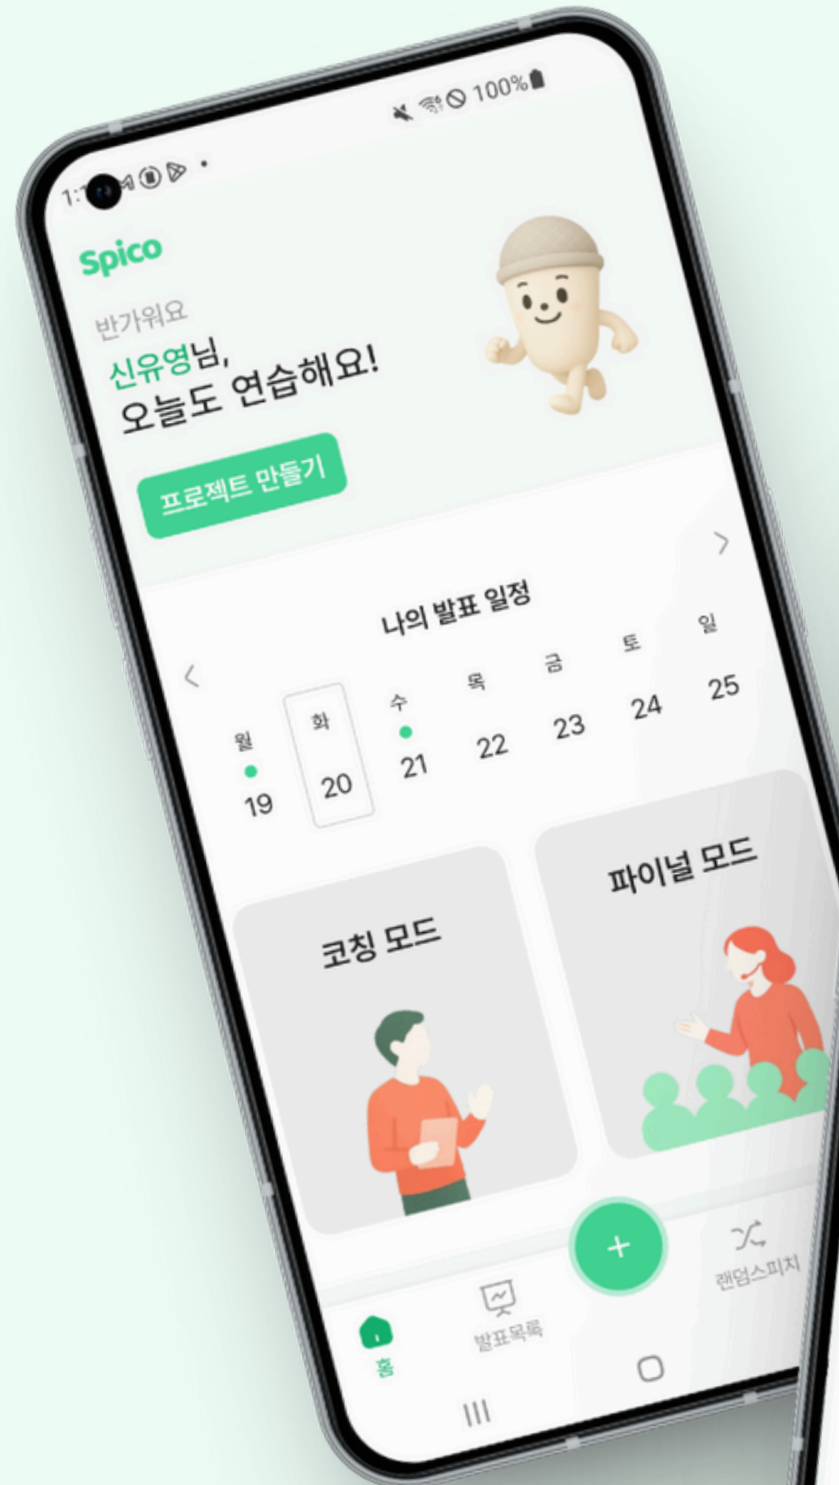 100%
Spico
반가워요
신유영님,
오늘도 연습해요!
프로젝트 만들기
나의 발표 일정
월 화 수 목 금 토 일
19 20 21 22 23 24 25
코칭 모드
파이널 모드
+
홈
발표목록
랜덤스피치